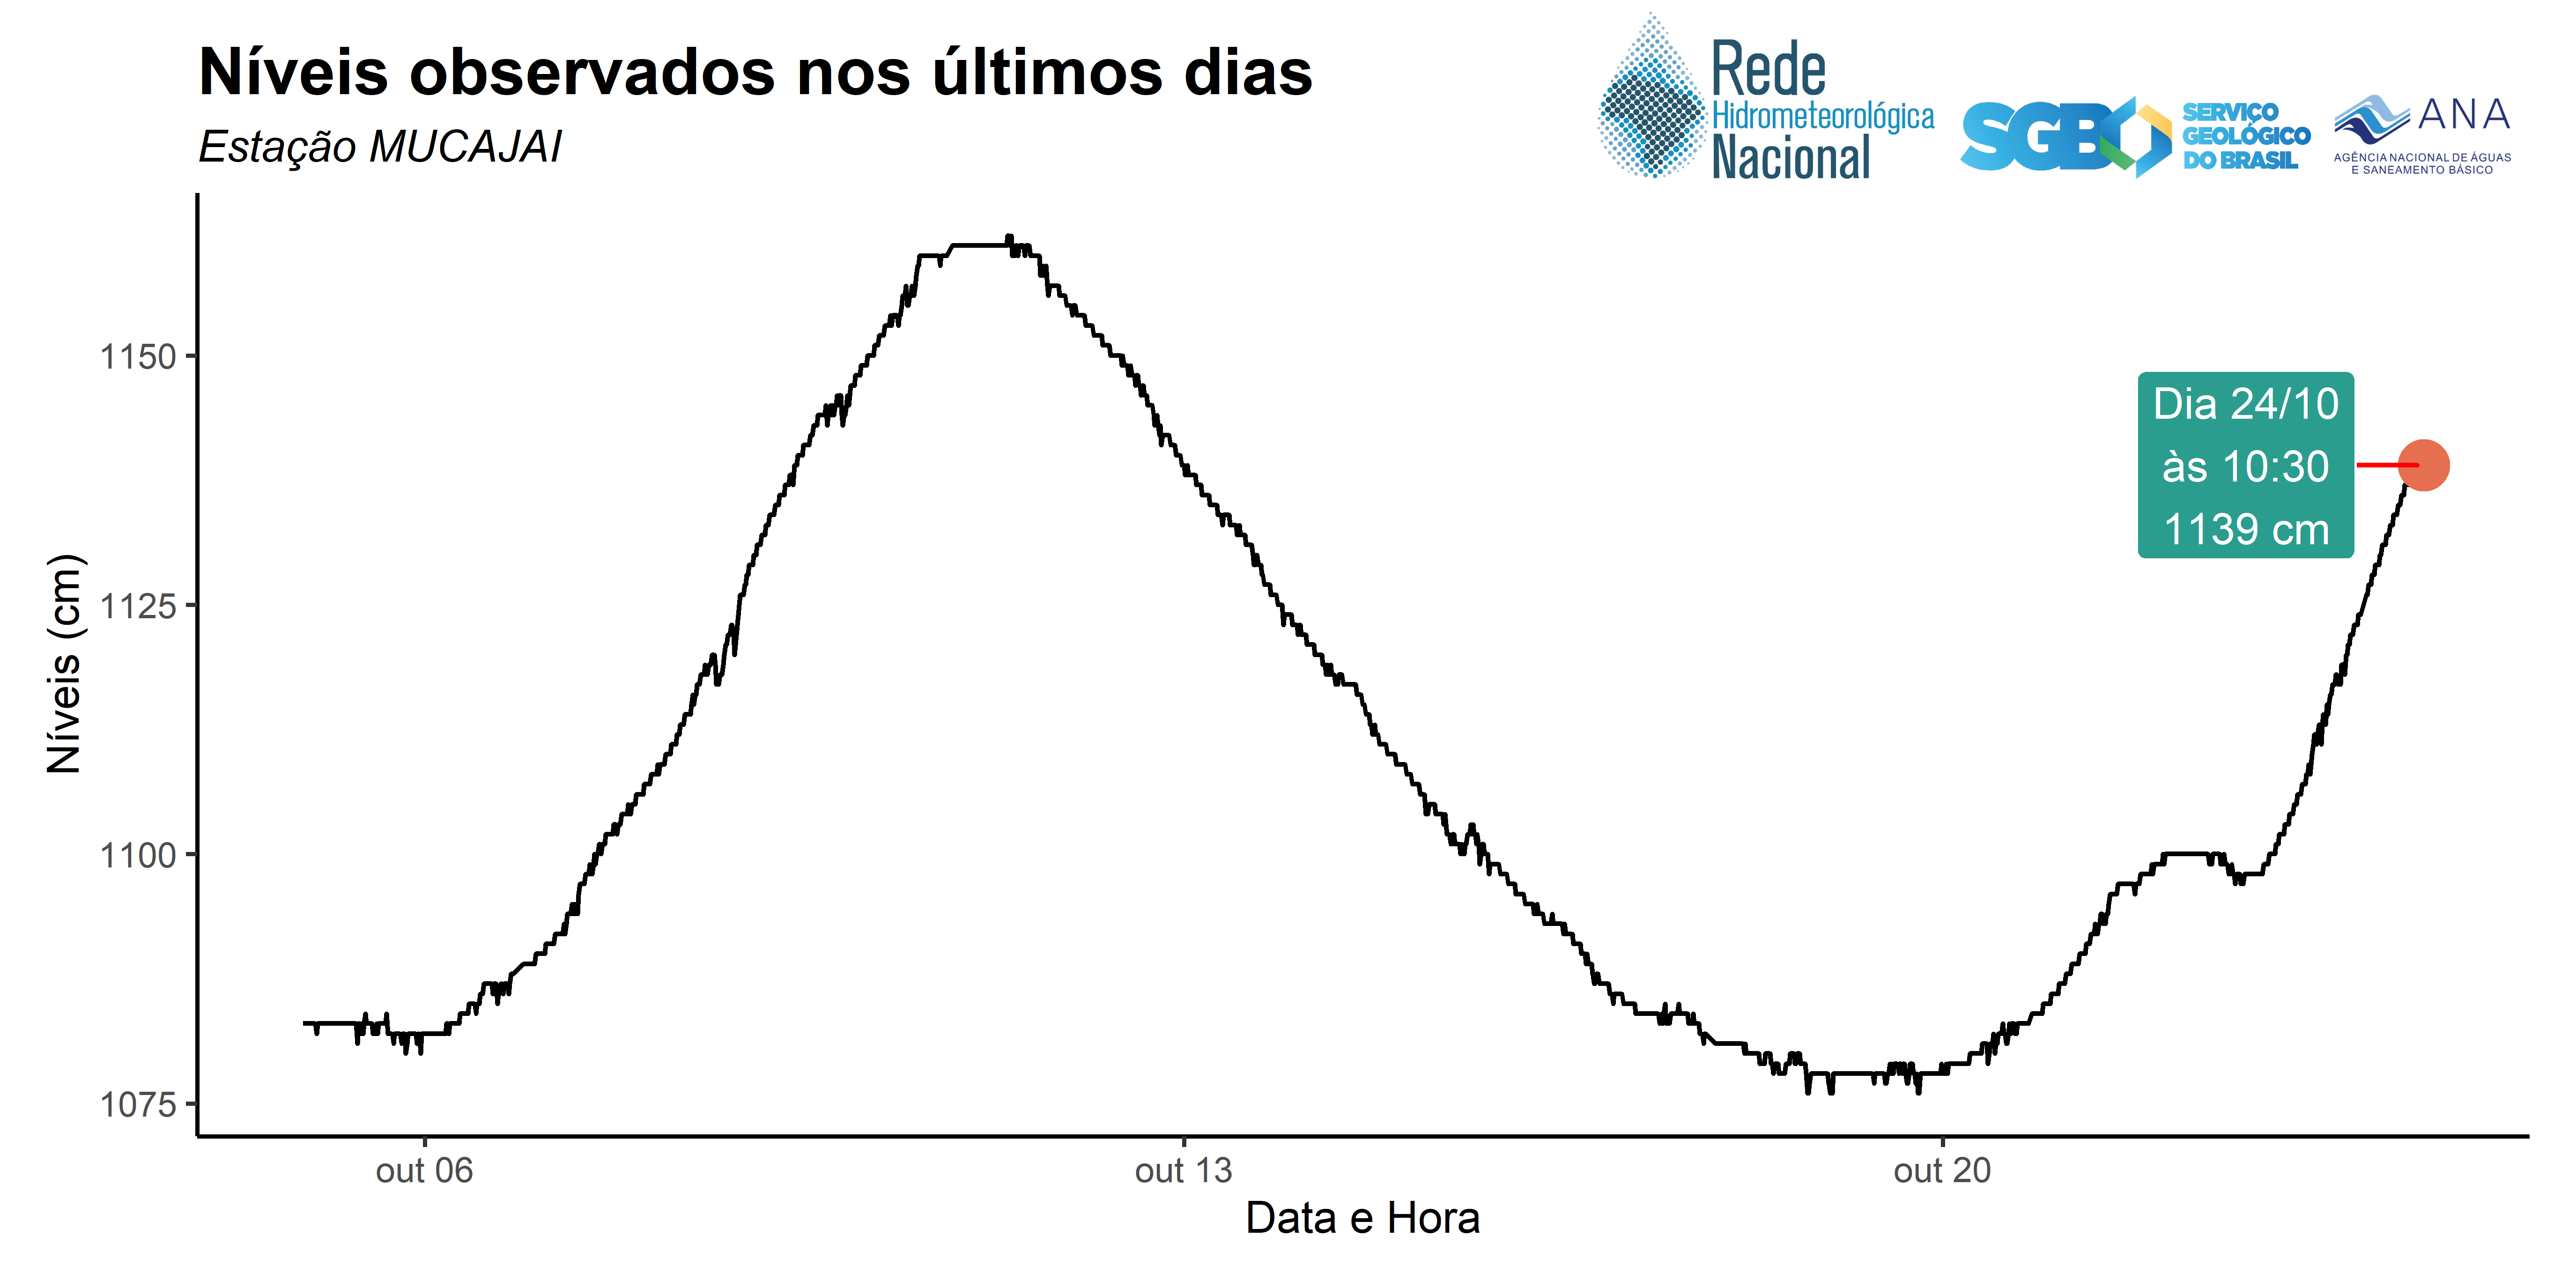 Níveis observados nos últimos dias
Estação MUCAJAI
Rede
Hidrometeorológica
Nacional
SGB
SERVIÇO
GEOLÓGICO
DO BRASIL
ANA
AGÊNCIA NACIONAL DE ÁGUAS
E SANEAMENTO BÁSICO
Níveis (cm)
1150
1125
1100
1075
Dia 24/10
às 10:30
1139 cm
out 06
out 13
out 20
Data e Hora